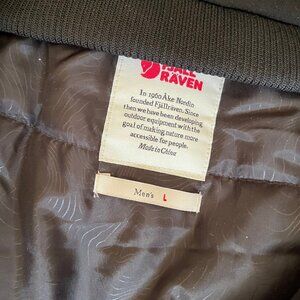 FJÄLL
RÄVEN
In 1960 Åke Nordin
founded Fjällräven. Since
then we have been developing
outdoor equipment with the
goal of making nature more
accessible for people.
Made in China
Men's L